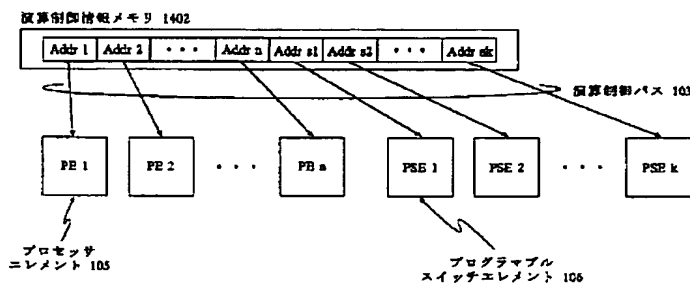 演算制御情報メモリ 1402
Addr 1 Addr 2 ・・・ Addr n Addr s1 Addr s2 ・・・ Addr sk
演算制御パス 103
PE 1 PE 2 ・・・ PE n PSE 1 PSE 2 ・・・ PSE k
プロセッサ
エレメント 105
プログラマブル
スイッチエレメント 106